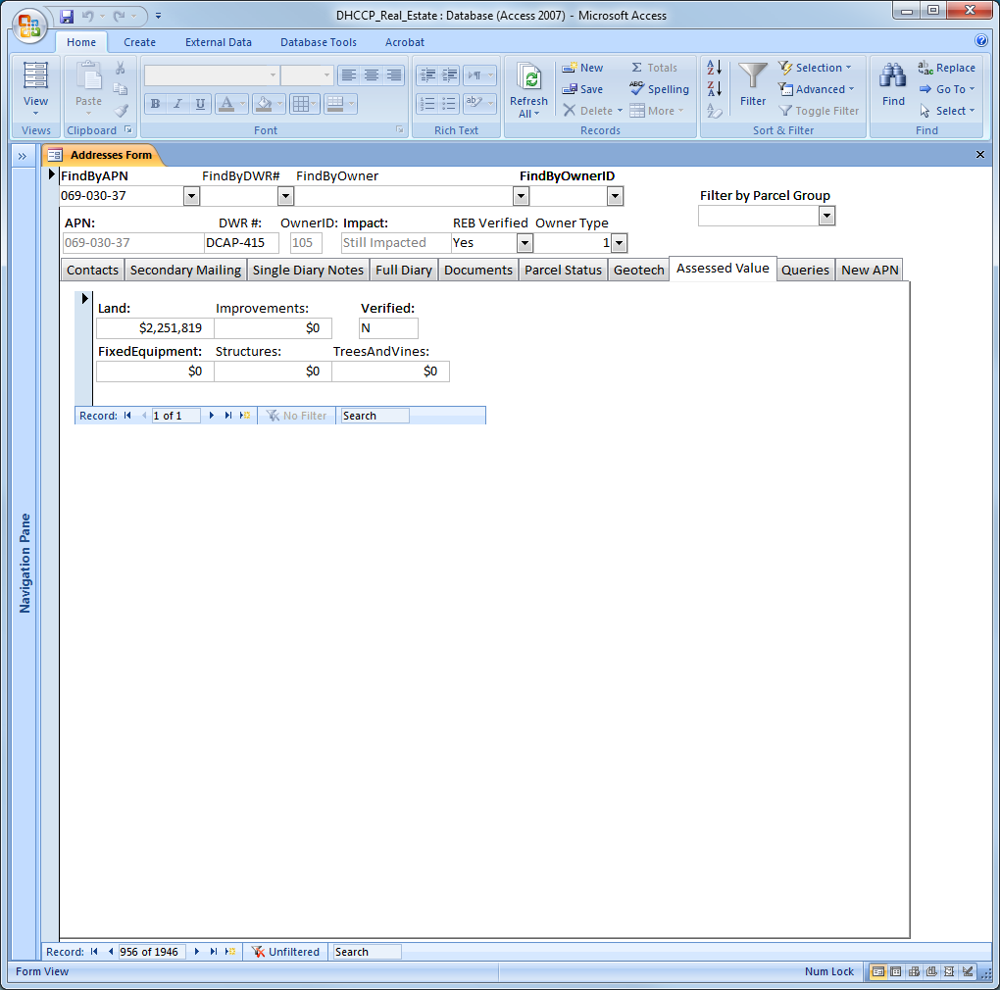 DHCCP_Real_Estate : Database (Access 2007) - Microsoft Access
Home Create External Data Database Tools Acrobat
View
Views
Paste
Clipboard
B I U A
Font
Rich Text
Refresh All
New
Save
Delete
Σ Totals
ABC Spelling
More
Records
Filter
Selection
Advanced
Toggle Filter
Sort & Filter
Find
Replace
Go To
Select
Find
Addresses Form
FindByAPN FindByDWR# FindByOwner FindByOwnerID
069-030-37
Filter by Parcel Group
APN: DWR #: OwnerID: Impact: REB Verified Owner Type
069-030-37 DCAP-415 105 Still Impacted Yes 1
Contacts Secondary Mailing Single Diary Notes Full Diary Documents Parcel Status Geotech Assessed Value Queries New APN
Land: Improvements: Verified:
$2,251,819 $0 N
FixedEquipment: Structures: TreesAndVines:
$0 $0 $0
Record: 1 of 1 No Filter Search
Navigation Pane
Record: 956 of 1946 Unfiltered Search
Form View Num Lock